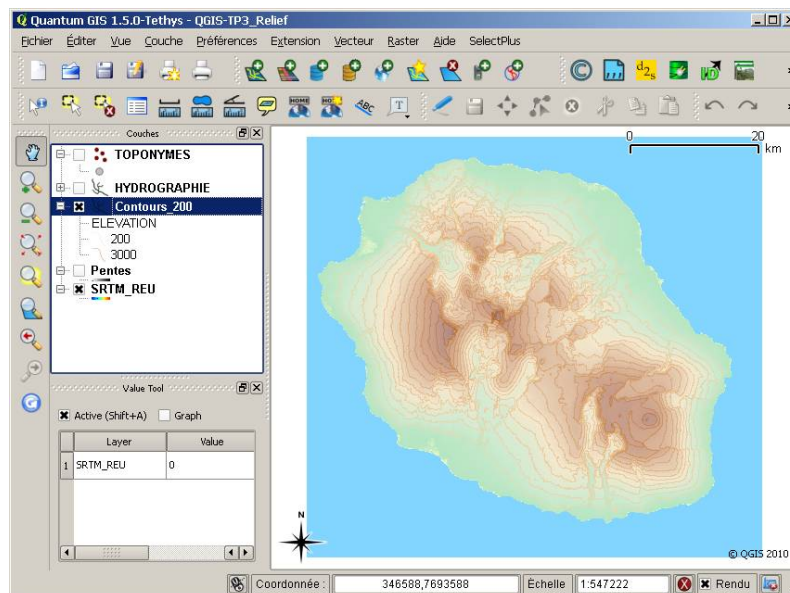 Quantum GIS 1.5.0-Tethys - QGIS-TP3_Relief
Fichier Éditer Vue Couche Préférences Extension Vecteur Raster Aide SelectPlus
Couches
TOPONYMES
HYDROGRAPHIE
Contours_200
ELEVATION
200
3000
Pentes
SRTM_REU
Value Tool
Active (Shift+A) Graph
Layer Value
1 SRTM_REU 0
0 20
km
N
© QGIS 2010
Coordonnée : 346588,7693588 Échelle 1:547222 Rendu